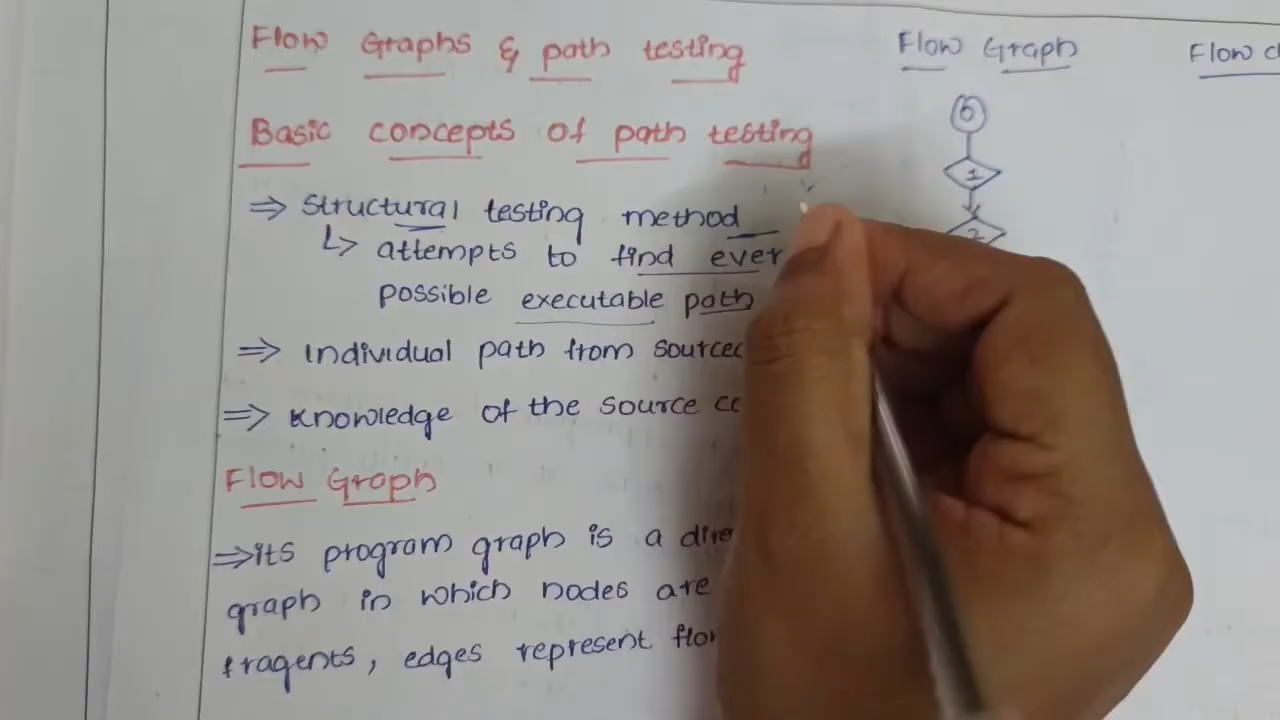 Flow Graphs & path testing
Basic concepts of path testing
⇒ Structural testing method
↳ attempts to find ever
possible executable path
⇒ Individual path from source
⇒ Knowledge of the source
Flow Graph
⇒ its program graph is a dire
graph in which nodes are
fragents, edges represent flo
Flow Graph
Flow c
1
2